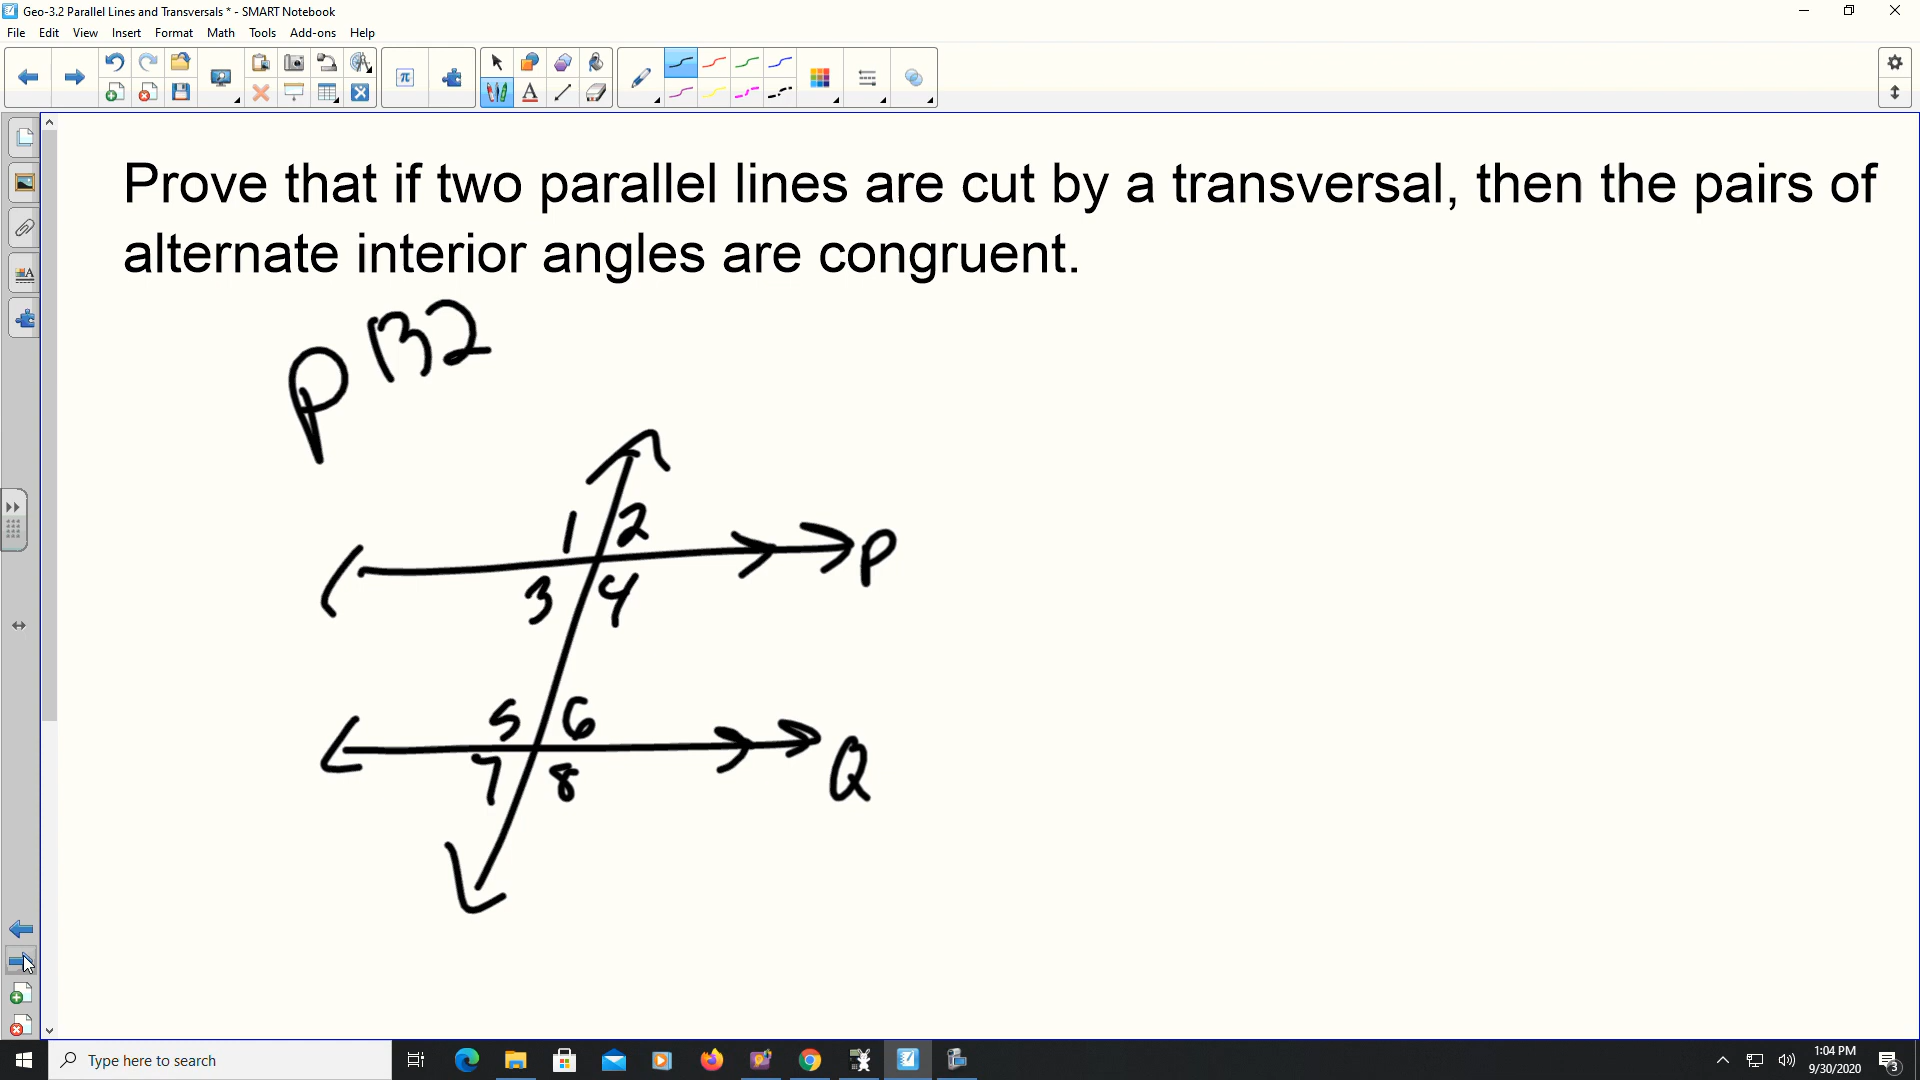 Geo-3.2 Parallel Lines and Transversals * - SMART Notebook
File Edit View Insert Format Math Tools Add-ons Help
π
A
Prove that if two parallel lines are cut by a transversal, then the pairs of
alternate interior angles are congruent.
P 132
1 2
P
3 4
5 6
7 8
Q
Type here to search
1:04 PM
9/30/2020
3